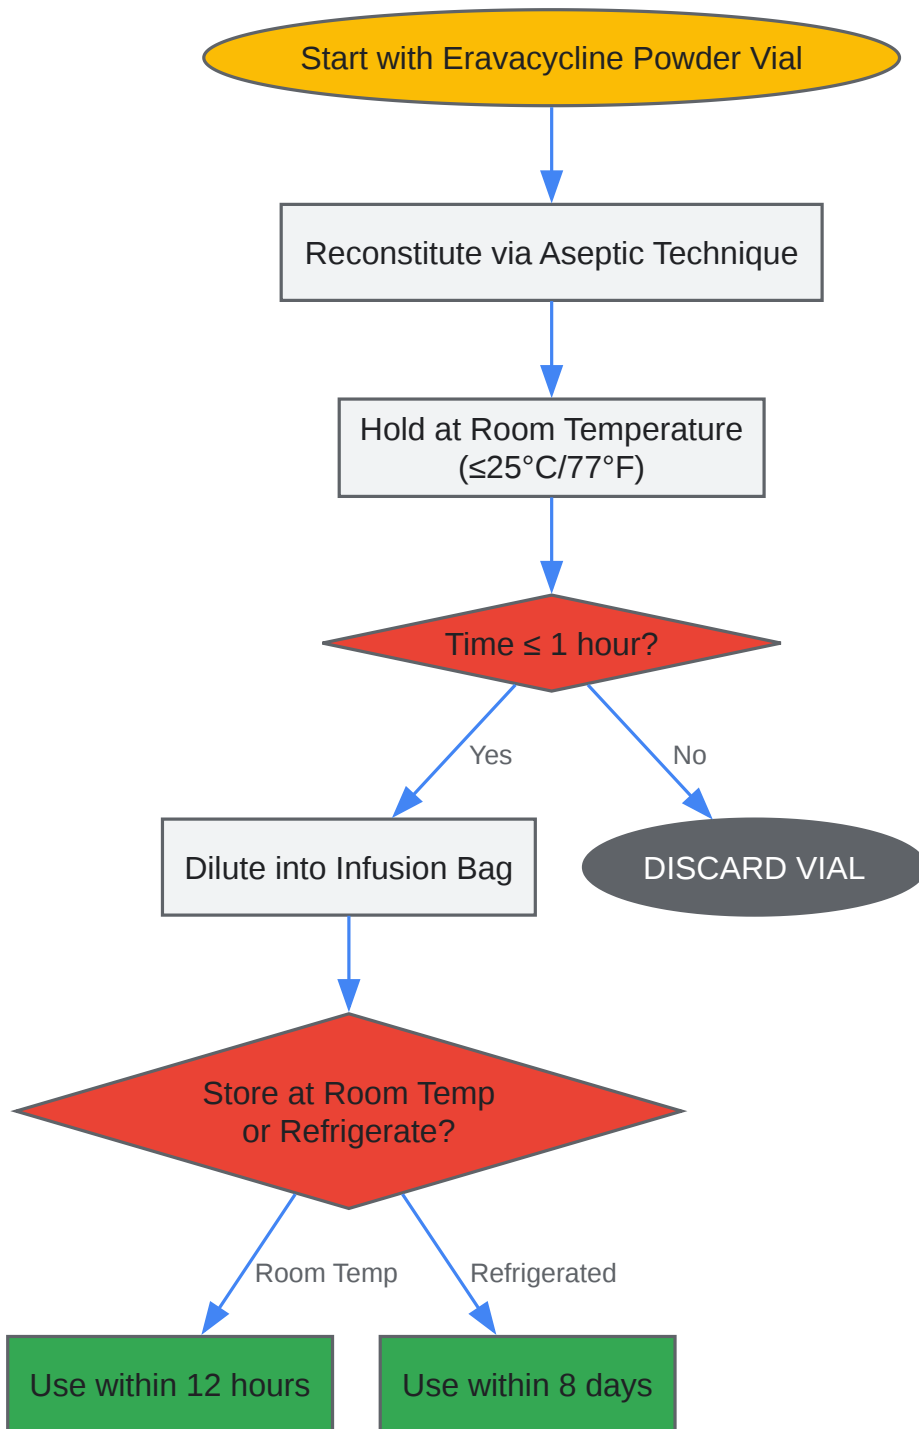 Start with Eravacycline Powder Vial
Reconstitute via Aseptic Technique
Hold at Room Temperature
(≤25°C/77°F)
Time ≤ 1 hour?
Yes
No
Dilute into Infusion Bag
DISCARD VIAL
Store at Room Temp
or Refrigerate?
Room Temp
Refrigerated
Use within 12 hours
Use within 8 days